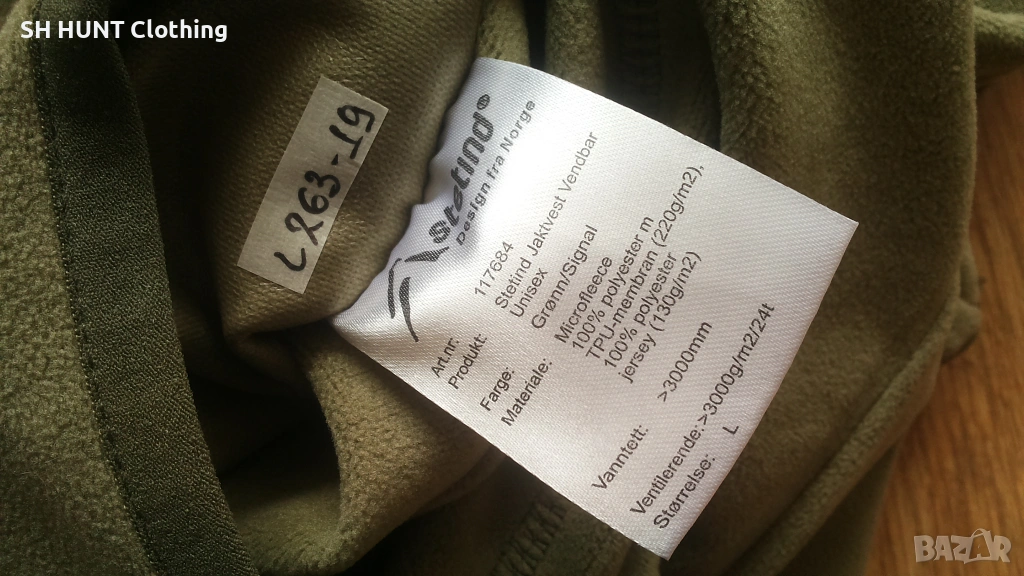 SH HUNT Clothing
L263-19
Stetind®
Design fra Norge
Art.nr. 117684
Produkt: Stetind Jaktvest Vendbar
Unisex
Farge: Grønn/Signal
Materiale: Microfleece
100% polyester m
TPU-membran (220g/m2),
100% polyester
jersey (130g/m2)
Vanntett: >3000mm
Ventilerende: >3000g/m2/24t
Størrelse: L
BAZAR